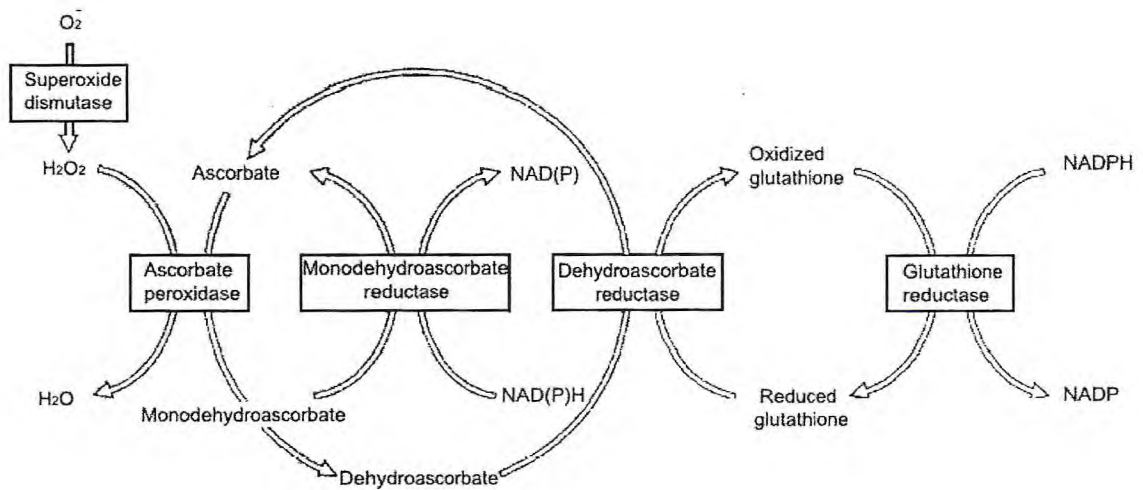 O₂⁻
Superoxide
dismutase
H₂O₂
Ascorbate
NAD(P)
Oxidized
glutathione
NADPH
Ascorbate
peroxidase
Monodehydroascorbate
reductase
Dehydroascorbate
reductase
Glutathione
reductase
H₂O
Monodehydroascorbate
NAD(P)H
Reduced
glutathione
NADP
Dehydroascorbate